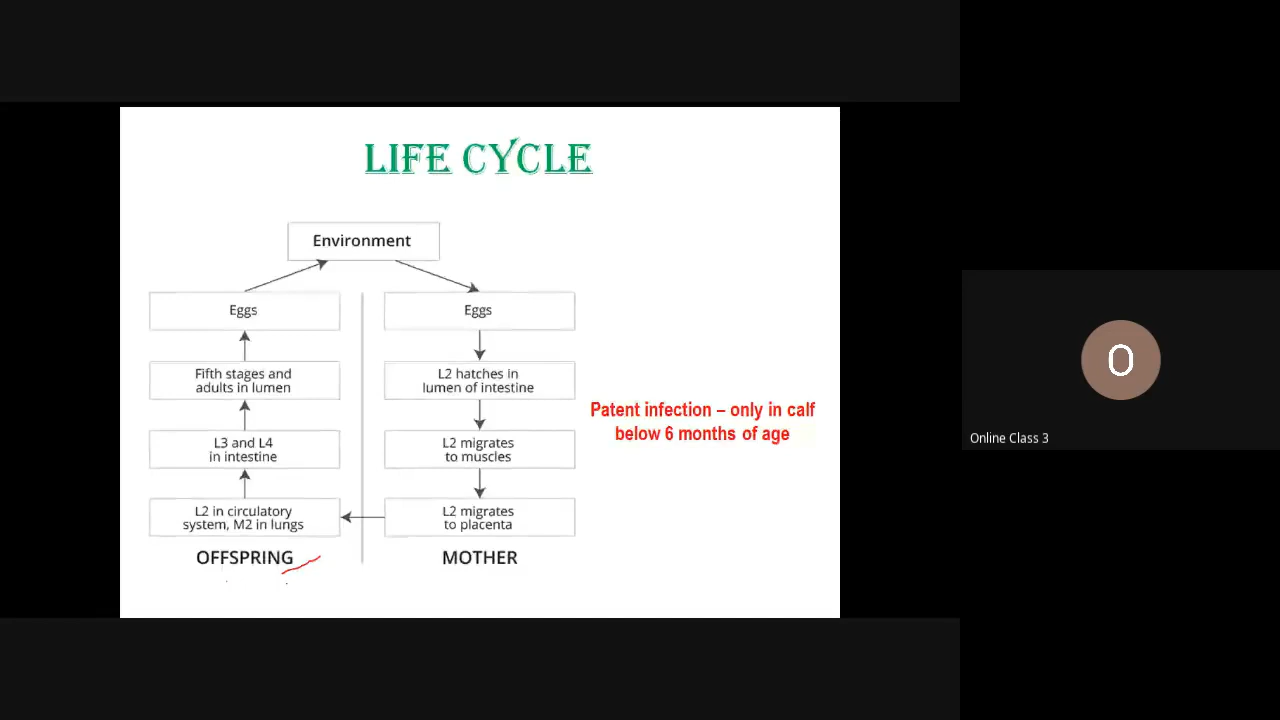 LIFE CYCLE
Environment
Eggs
Fifth stages and
adults in lumen
L3 and L4
in intestine
L2 in circulatory
system, M2 in lungs
OFFSPRING
Eggs
L2 hatches in
lumen of intestine
L2 migrates
to muscles
L2 migrates
to placenta
MOTHER
Patent infection – only in calf
below 6 months of age
O
Online Class 3